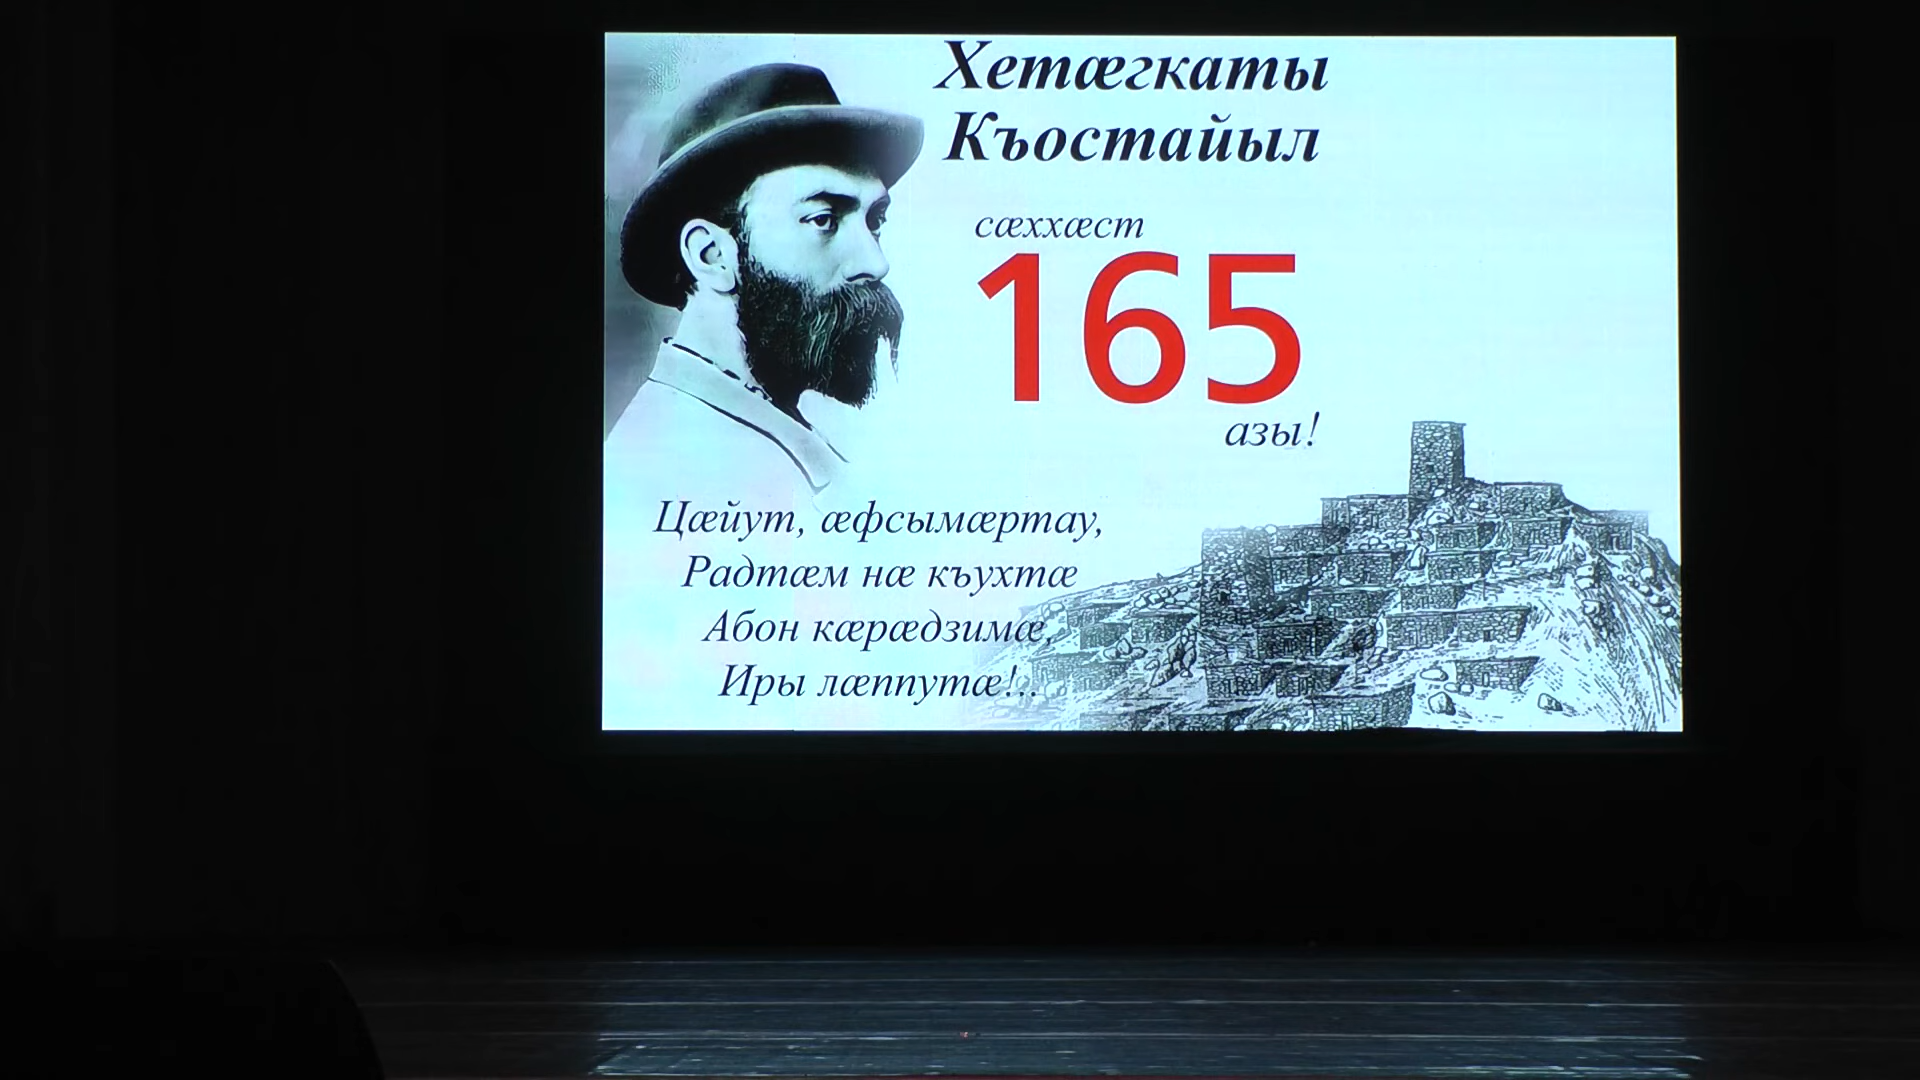 Хетæгкаты
Къостайыл
сæххæст
165
азы!
Цæйут, æфсымæртау,
Радтæм нæ къухтæ
Абон кæрæдзимæ,
Иры лæппутæ!..